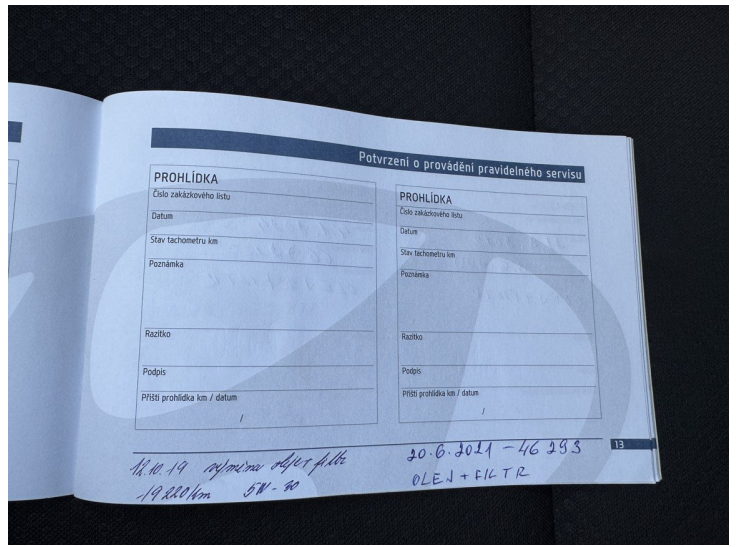 Potvrzení o provádění pravidelného servisu
PROHLÍDKA
Číslo zakázkového listu
Datum
Stav tachometru km
Poznámka
Razítko
Podpis
Příští prohlídka km / datum
/
PROHLÍDKA
Číslo zakázkového listu
Datum
Stav tachometru km
Poznámka
Razítko
Podpis
Příští prohlídka km / datum
/
13
12.10.19 výměna oleje + filtr
19220 km 5W-30
20.6.2021 - 46 293
OLEJ + FILTR